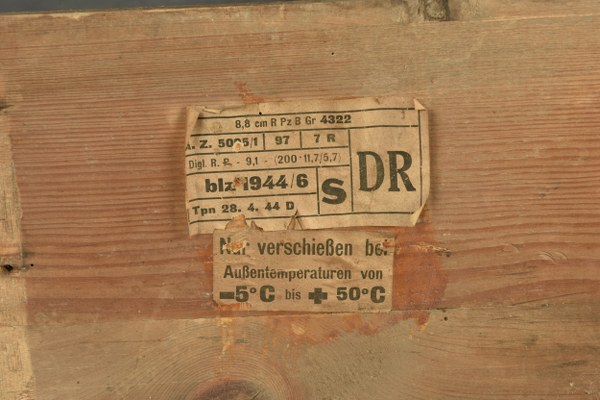 8,8 cm R Pz B Gr 4322
A. Z. 5095/1 97 7 R
Digl. R. P. - 9,1 - (200·11,7/5,7)
blz 1944/6 S DR
Tpn 28. 4. 44 D
Nur verschießen bei
Außentemperaturen von
-5°C bis + 50°C